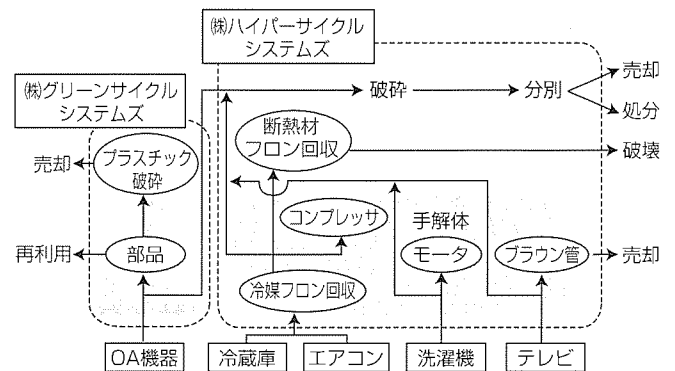 ㈱ハイパーサイクル
システムズ
㈱グリーンサイクル
システムズ
破砕
分別
売却
処分
断熱材
フロン回収
破壊
プラスチック
破砕
売却
コンプレッサ
手解体
モータ
ブラウン管
売却
再利用
部品
冷媒フロン回収
OA機器
冷蔵庫
エアコン
洗濯機
テレビ